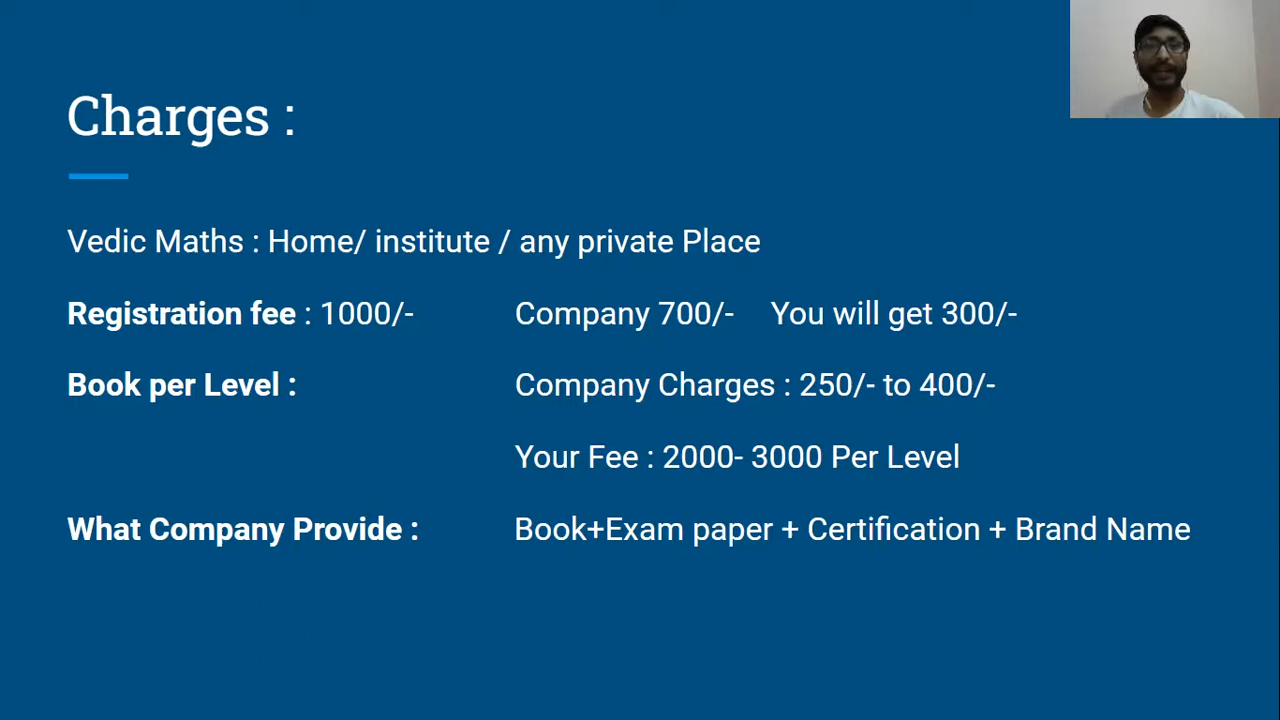 Charges :
Vedic Maths : Home/ institute / any private Place
Registration fee : 1000/- Company 700/- You will get 300/-
Book per Level : Company Charges : 250/- to 400/-
Your Fee : 2000- 3000 Per Level
What Company Provide : Book+Exam paper + Certification + Brand Name